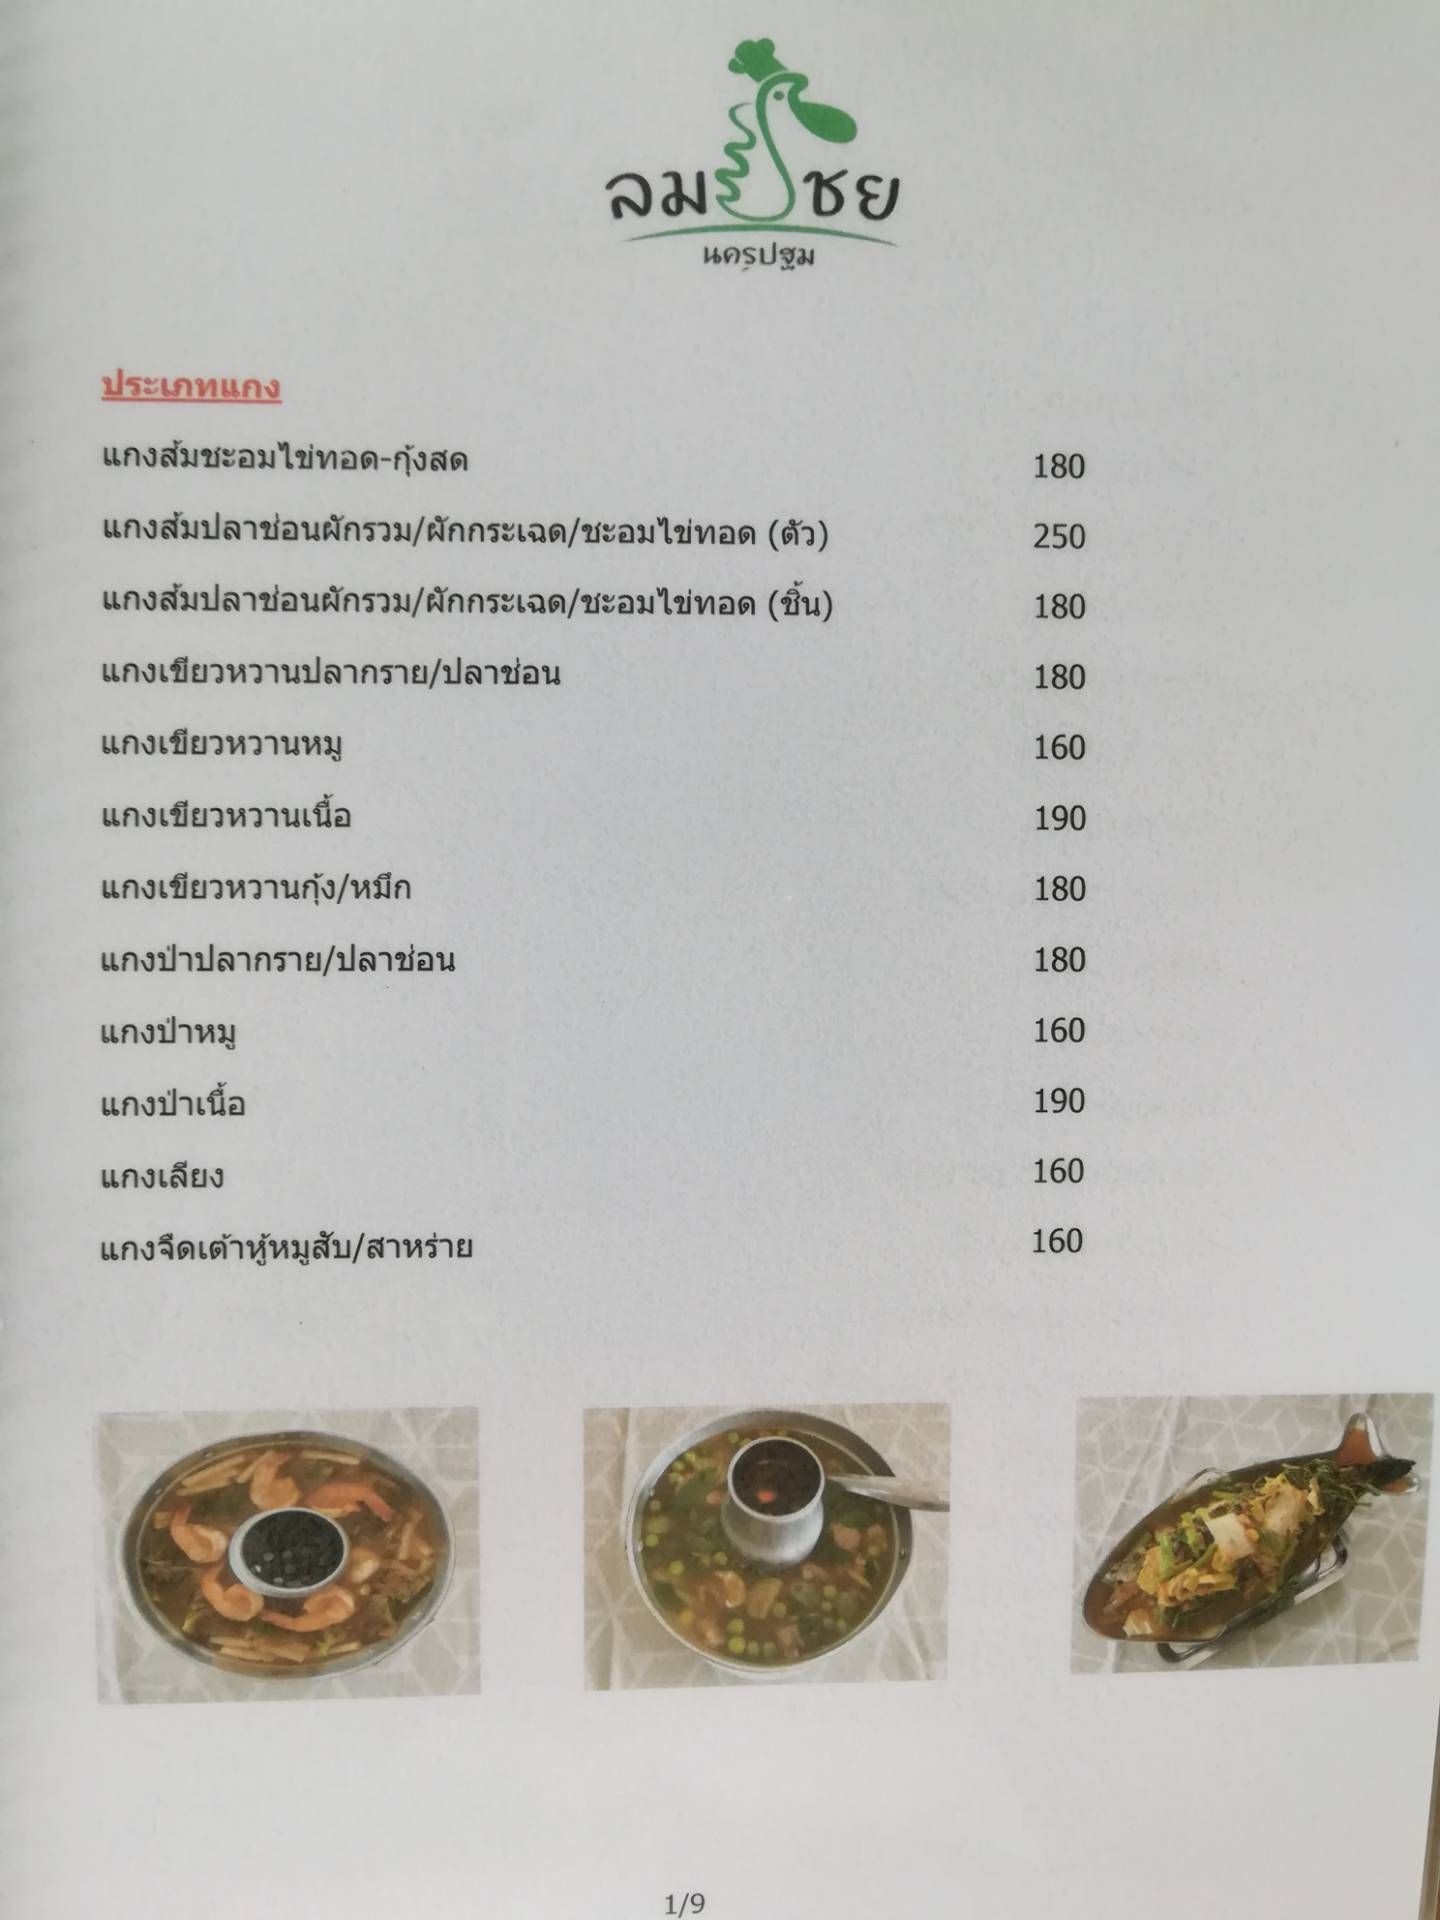 ลม ชย
นครปฐม
ประเภทแกง
แกงส้มชะอมไข่ทอด-กุ้งสด 180
แกงส้มปลาช่อนผักรวม/ผักกระเฉด/ชะอมไข่ทอด (ตัว) 250
แกงส้มปลาช่อนผักรวม/ผักกระเฉด/ชะอมไข่ทอด (ชิ้น) 180
แกงเขียวหวานปลากราย/ปลาช่อน 180
แกงเขียวหวานหมู 160
แกงเขียวหวานเนื้อ 190
แกงเขียวหวานกุ้ง/หมึก 180
แกงป่าปลากราย/ปลาช่อน 180
แกงป่าหมู 160
แกงป่าเนื้อ 190
แกงเลียง 160
แกงจืดเต้าหู้หมูสับ/สาหร่าย 160
1/9